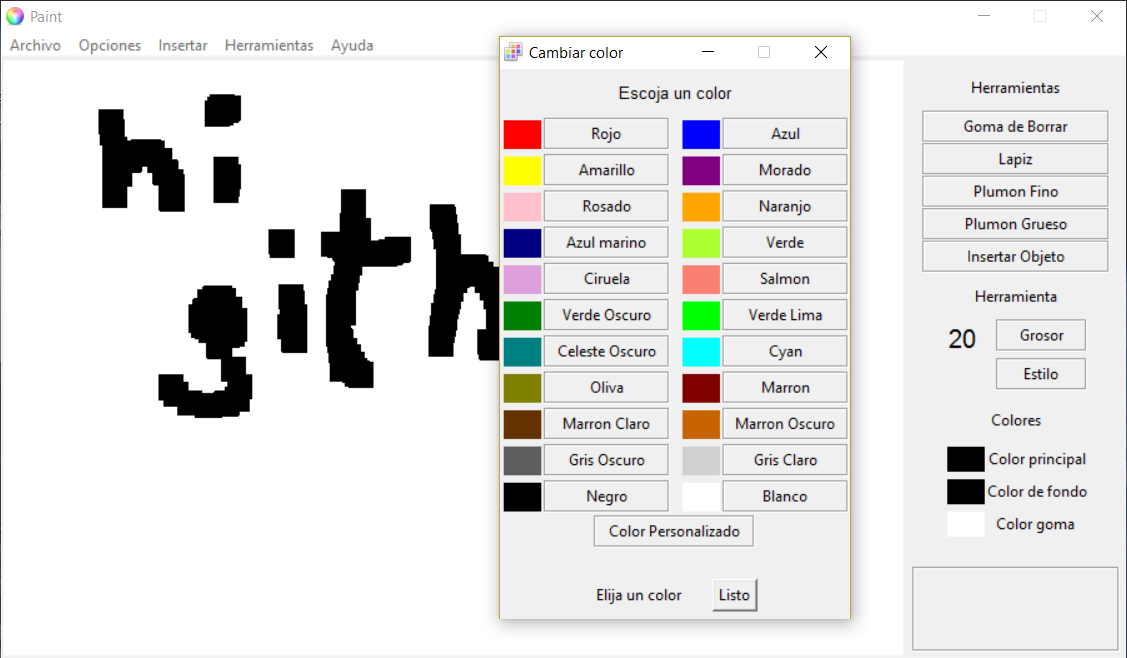 Paint
Archivo Opciones Insertar Herramientas Ayuda
hi
gith
Cambiar color
Escoja un color
Rojo Azul
Amarillo Morado
Rosado Naranjo
Azul marino Verde
Ciruela Salmon
Verde Oscuro Verde Lima
Celeste Oscuro Cyan
Oliva Marron
Marron Claro Marron Oscuro
Gris Oscuro Gris Claro
Negro Blanco
Color Personalizado
Elija un color Listo
Herramientas
Goma de Borrar
Lapiz
Plumon Fino
Plumon Grueso
Insertar Objeto
Herramienta
20 Grosor
Estilo
Colores
Color principal
Color de fondo
Color goma